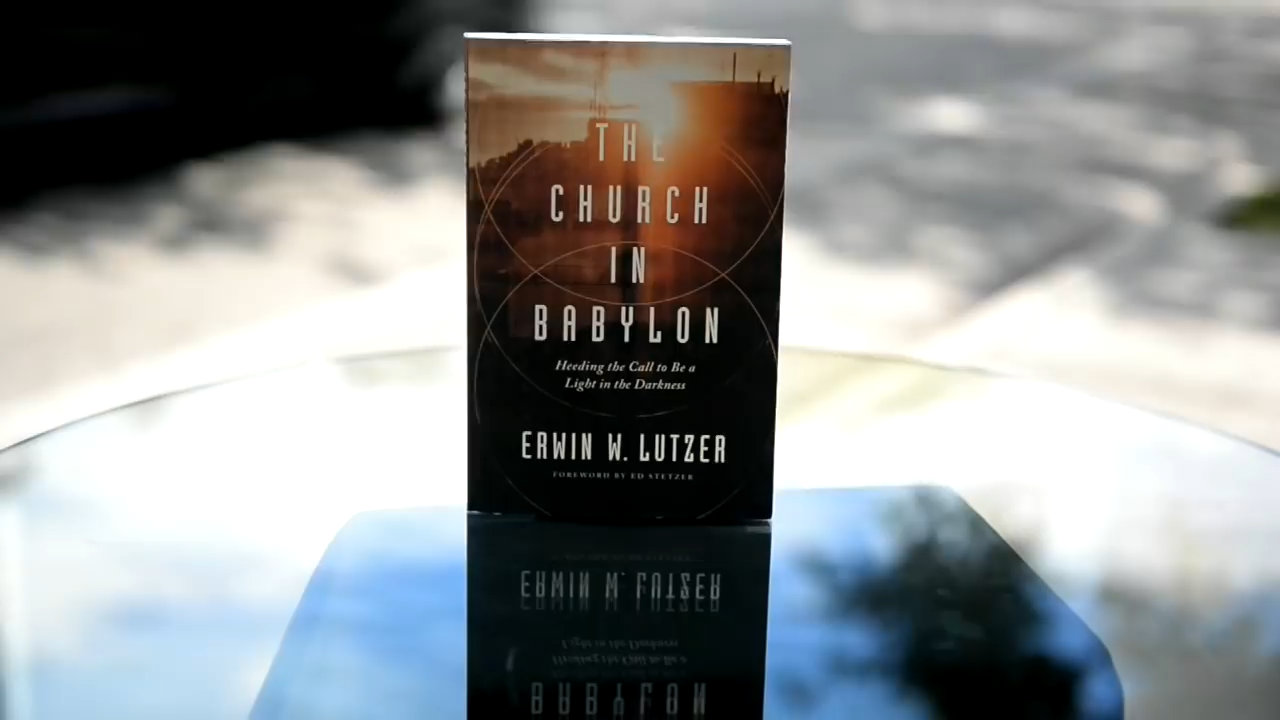 THE
CHURCH
IN
BABYLON
Heeding the Call to Be a
Light in the Darkness
ERWIN W. LUTZER
FOREWORD BY ED STETZER